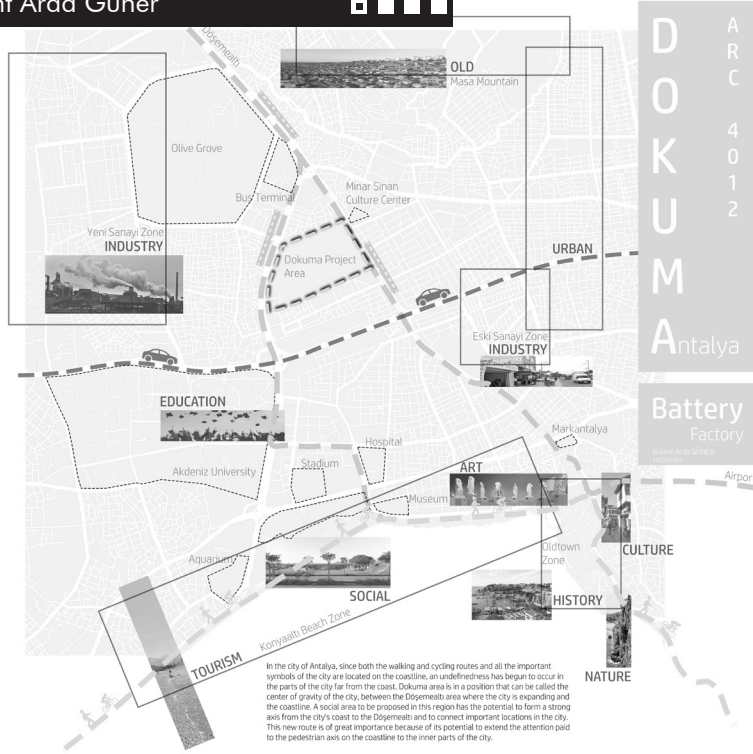 nt Arda Güner
Döşemealtı
OLD
Masa Mountain
D
O
K
U
M
Antalya
A
R
C
4
0
1
2
Olive Grove
Bus Terminal
Minar Sinan
Culture Center
Yeni Sanayi Zone
INDUSTRY
Dokuma Project
Area
URBAN
Eski Sanayi Zone
INDUSTRY
Battery
Factory
EDUCATION
Akdeniz University
Stadium
Hospital
Markantalya
ART
Museum
Airpor
Aquarium
SOCIAL
Oldtown
Zone
CULTURE
HISTORY
NATURE
TOURISM
Konyaaltı Beach Zone
In the city of Antalya, since both the walking and cycling routes and all the important
symbols of the city are located on the coastline, an undefinedness has begun to occur in
the parts of the city far from the coast. Dokuma area is in a position that can be called the
center of gravity of the city, between the Döşemealtı area where the city is expanding and
the coastline. A social area to be proposed in this region has the potential to form a strong
axis from the city's coast to the Döşemealtı and to connect important locations in the city.
This new route is of great importance because of its potential to extend the attention paid
to the pedestrian axis on the coastline to the inner parts of the city.